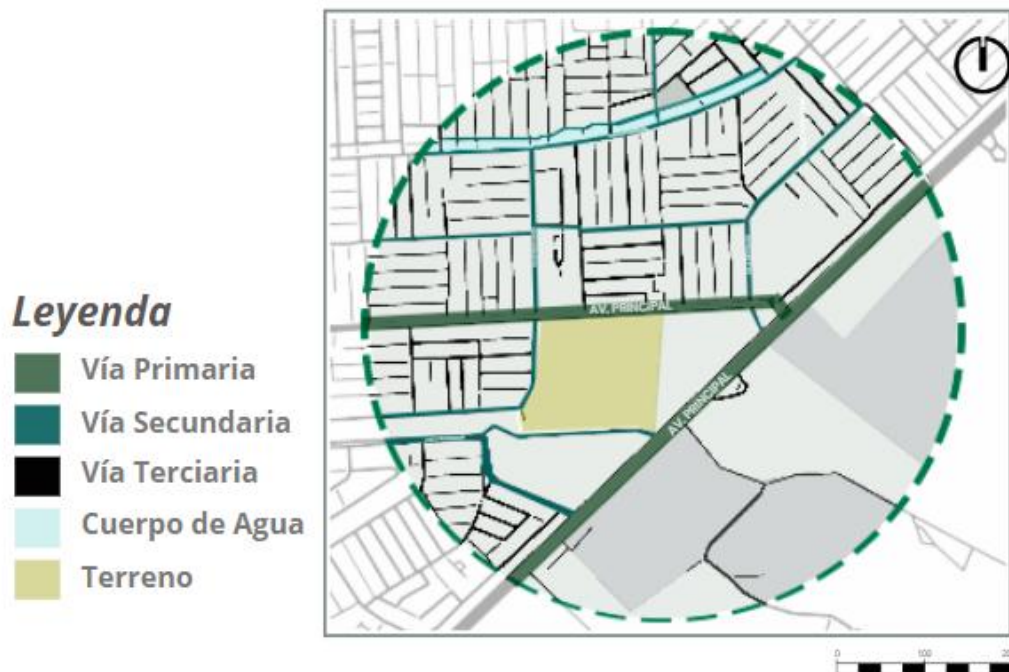 AV. PRINCIPAL
AV. PRINCIPAL
Leyenda
Vía Primaria
Vía Secundaria
Vía Terciaria
Cuerpo de Agua
Terreno
0 100